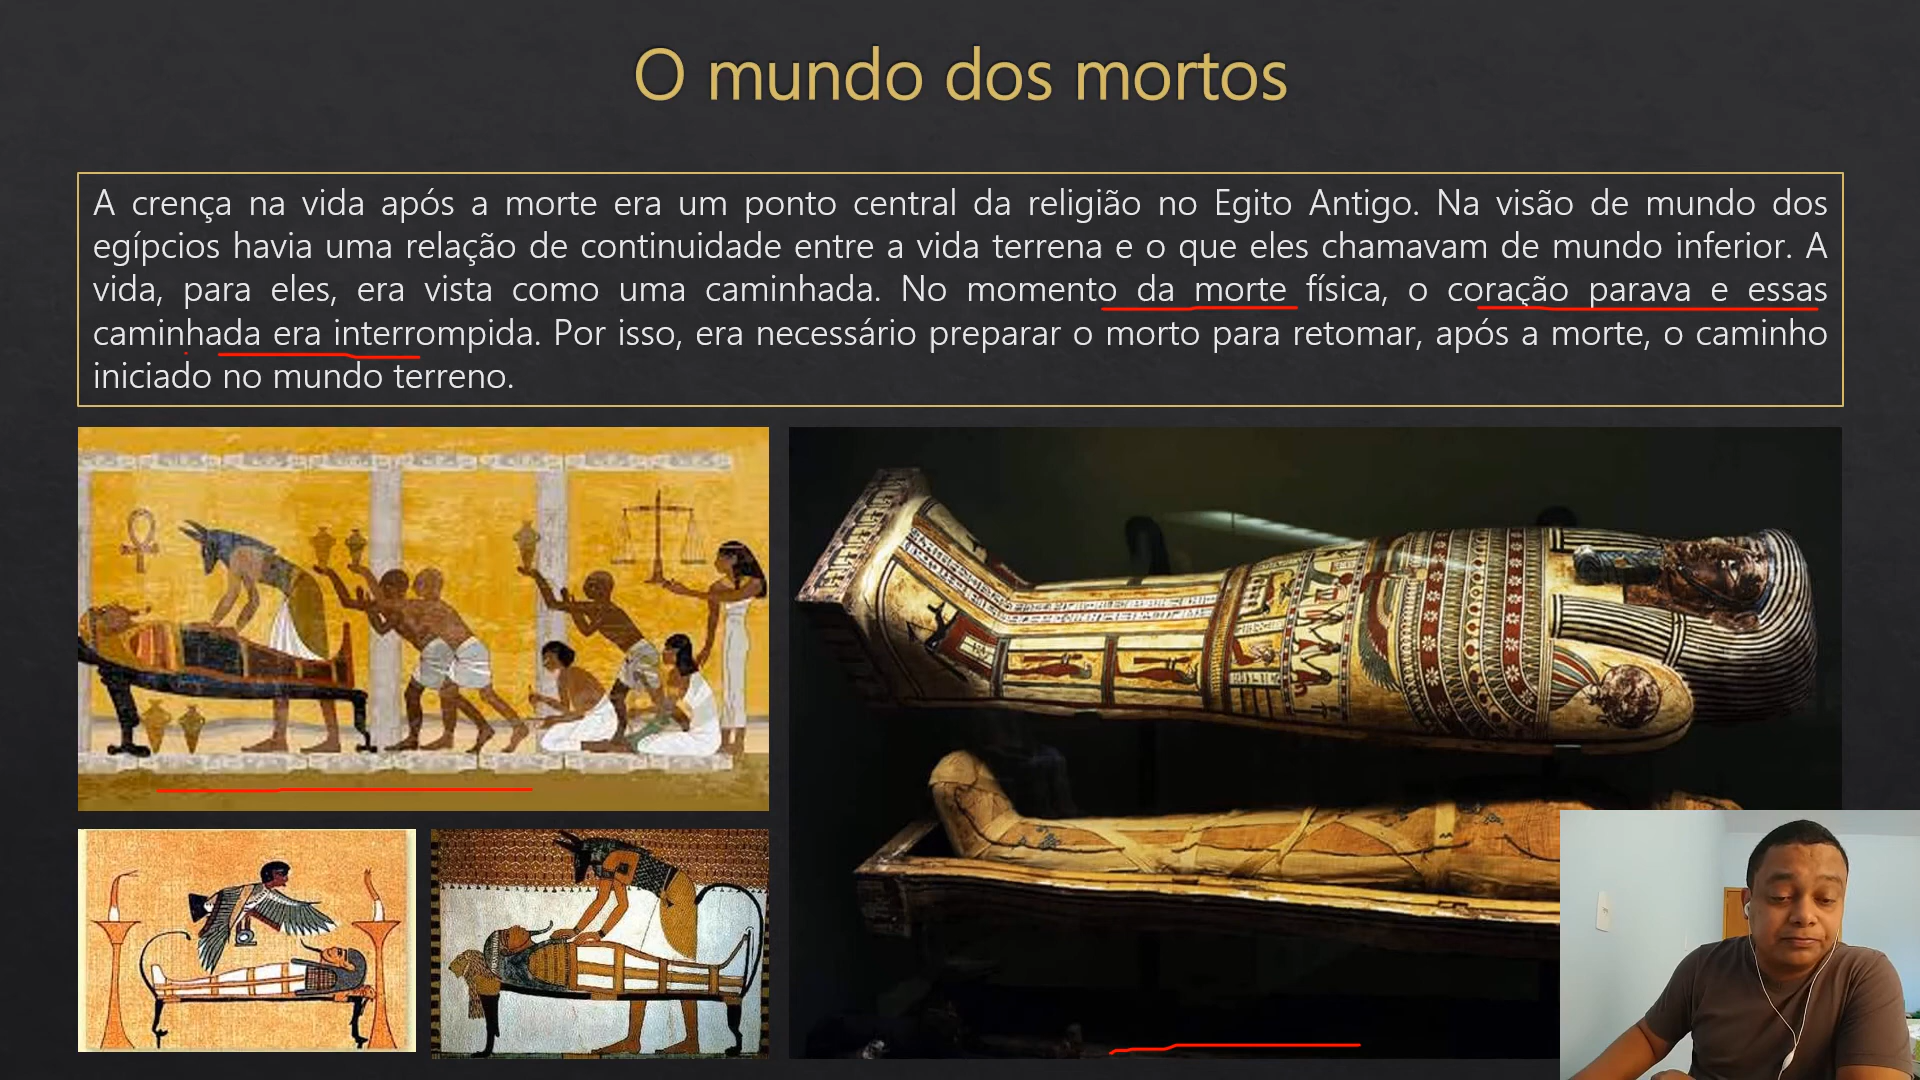 O mundo dos mortos
A crença na vida após a morte era um ponto central da religião no Egito Antigo. Na visão de mundo dos
egípcios havia uma relação de continuidade entre a vida terrena e o que eles chamavam de mundo inferior. A
vida, para eles, era vista como uma caminhada. No momento da morte física, o coração parava e essas
caminhada era interrompida. Por isso, era necessário preparar o morto para retomar, após a morte, o caminho
iniciado no mundo terreno.